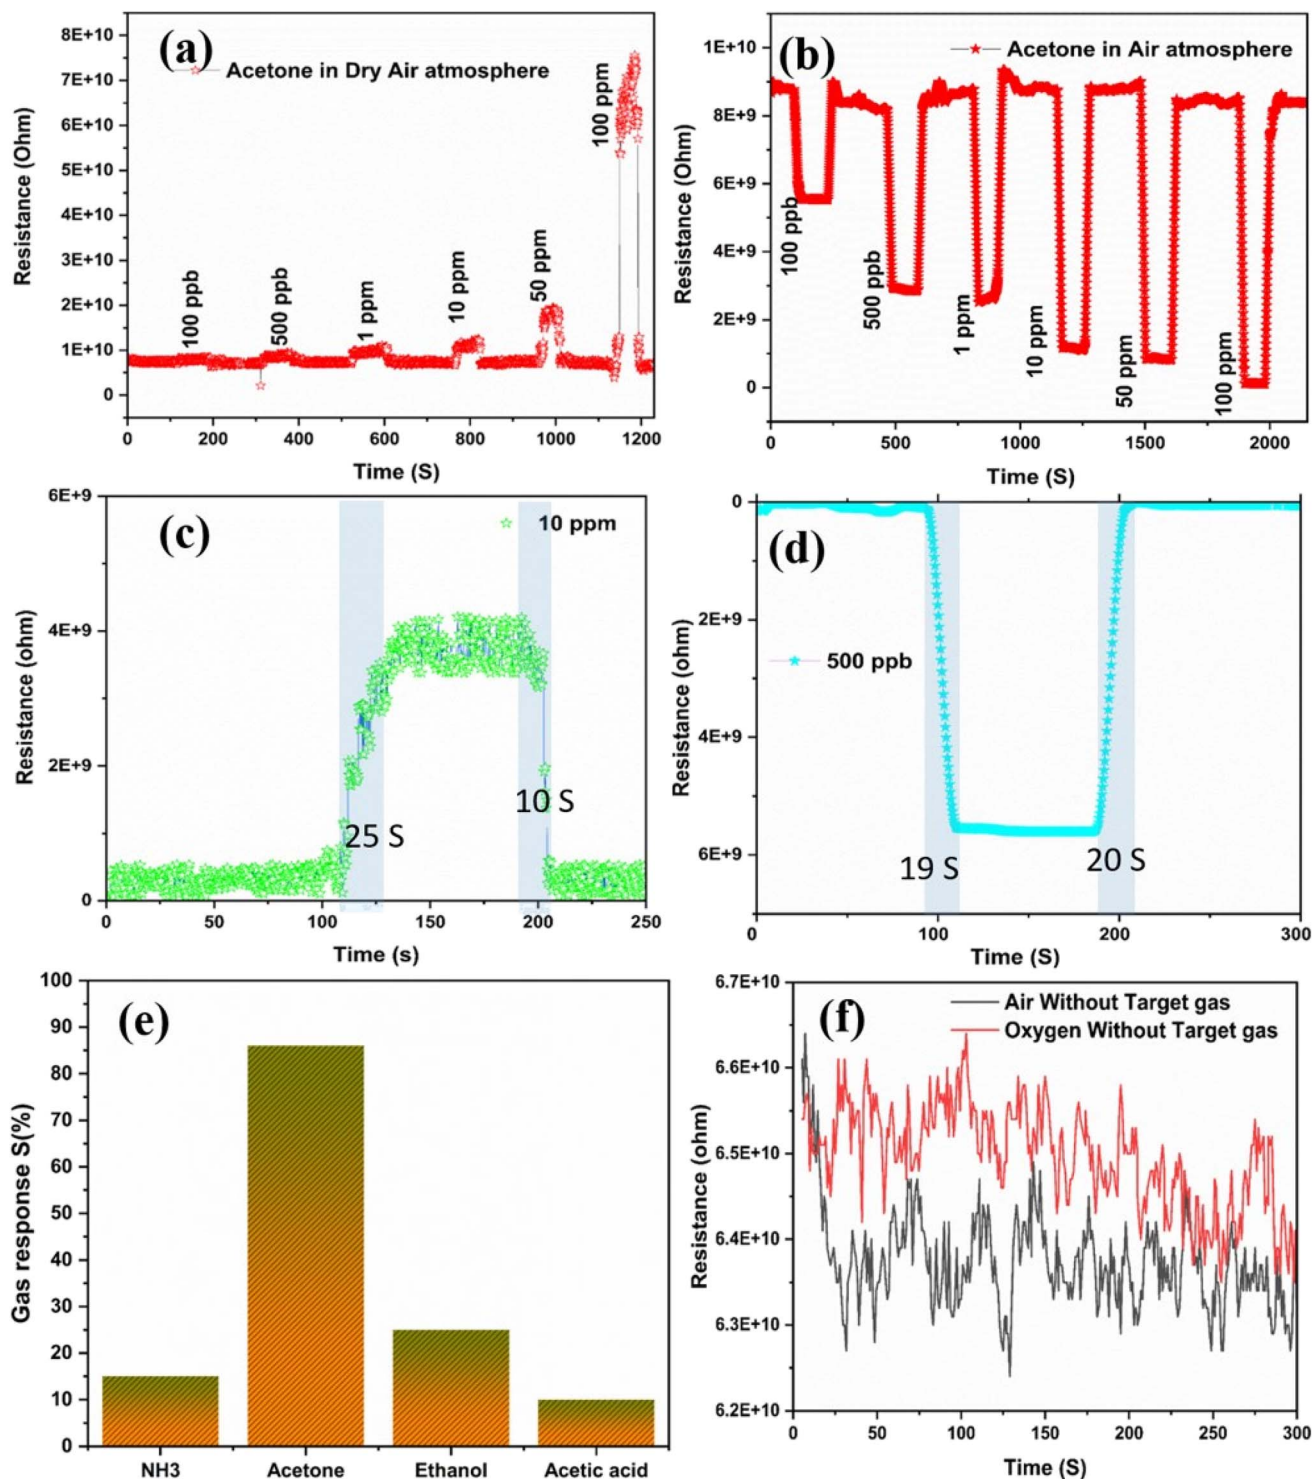 (a)
Acetone in Dry Air atmosphere
8E+10
7E+10
6E+10
5E+10
4E+10
3E+10
2E+10
1E+10
0
Resistance (Ohm)
100 ppb
500 ppb
1 ppm
10 ppm
50 ppm
100 ppm
0 200 400 600 800 1000 1200
Time (S)
(b)
Acetone in Air atmosphere
1E+10
8E+9
6E+9
4E+9
2E+9
0
Resistance (Ohm)
100 ppb
500 ppb
1 ppm
10 ppm
50 ppm
100 ppm
0 500 1000 1500 2000
Time (S)
(c)
10 ppm
6E+9
4E+9
2E+9
0
Resistance (ohm)
25 S
10 S
0 50 100 150 200 250
Time (s)
(d)
500 ppb
0
2E+9
4E+9
6E+9
Resistance (ohm)
19 S
20 S
0 100 200 300
Time (S)
(e)
100
90
80
70
60
50
40
30
20
10
0
Gas response S(%)
NH3 Acetone Ethanol Acetic acid
(f)
Air Without Target gas
Oxygen Without Target gas
6.7E+10
6.6E+10
6.5E+10
6.4E+10
6.3E+10
6.2E+10
Resistance (ohm)
0 50 100 150 200 250 300
Time (S)